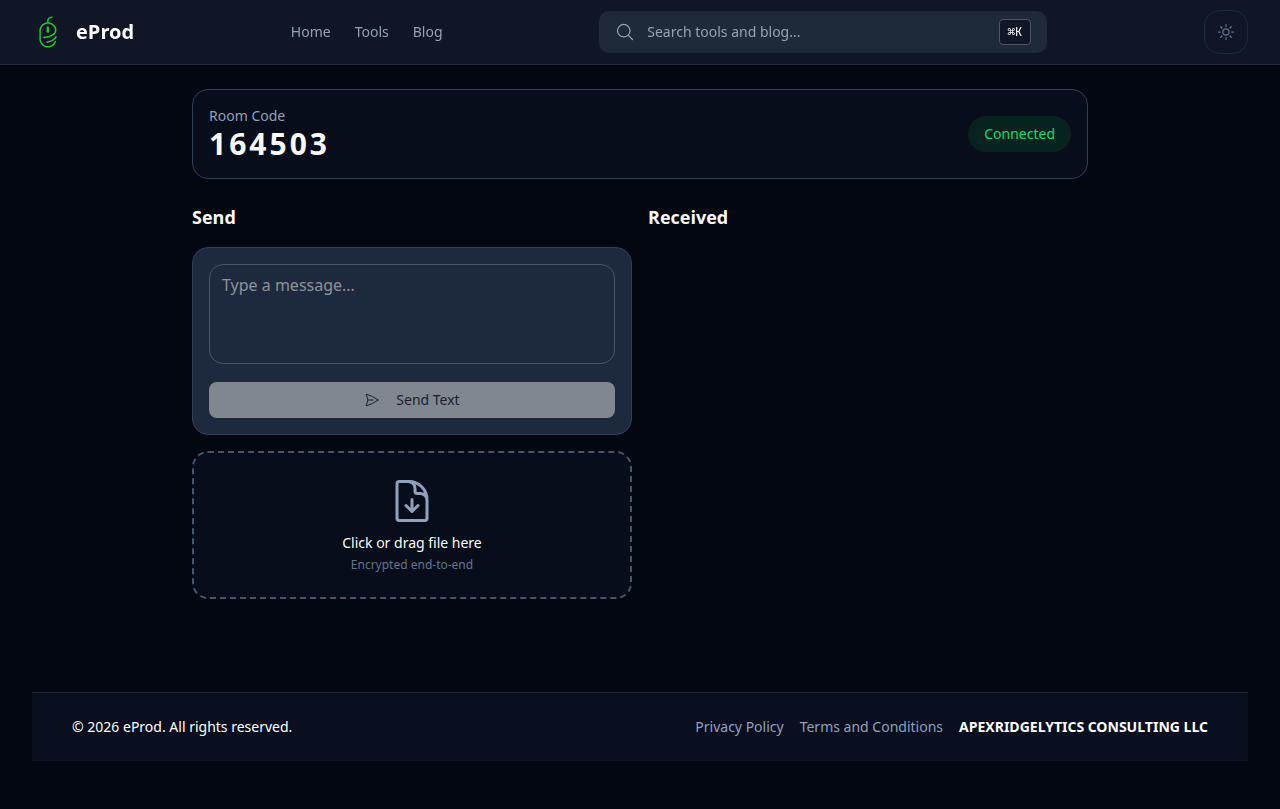 eProd
Home
Tools
Blog
Search tools and blog...
⌘K
Room Code
164503
Connected
Send
Received
Type a message...
Send Text
Click or drag file here
Encrypted end-to-end
© 2026 eProd. All rights reserved.
Privacy Policy
Terms and Conditions
APEXRIDGELYTICS CONSULTING LLC